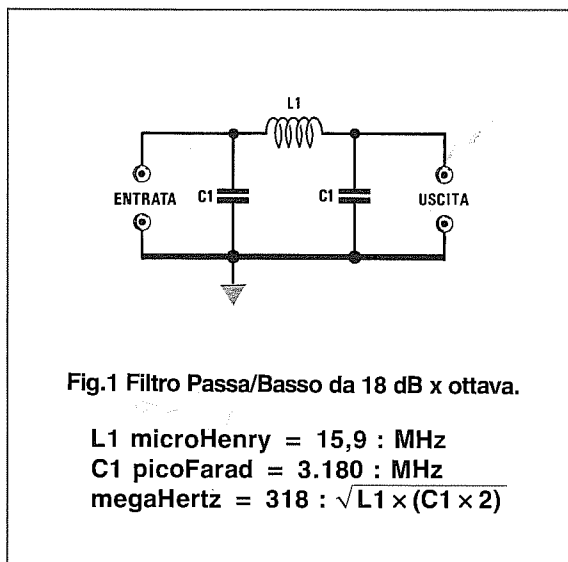 L1
ENTRATA C1 C1 USCITA
Fig.1 Filtro Passa/Basso da 18 dB x ottava.
L1 microHenry = 15,9 : MHz
C1 picoFarad = 3.180 : MHz
megaHertz = 318 : √L1 × (C1 × 2)